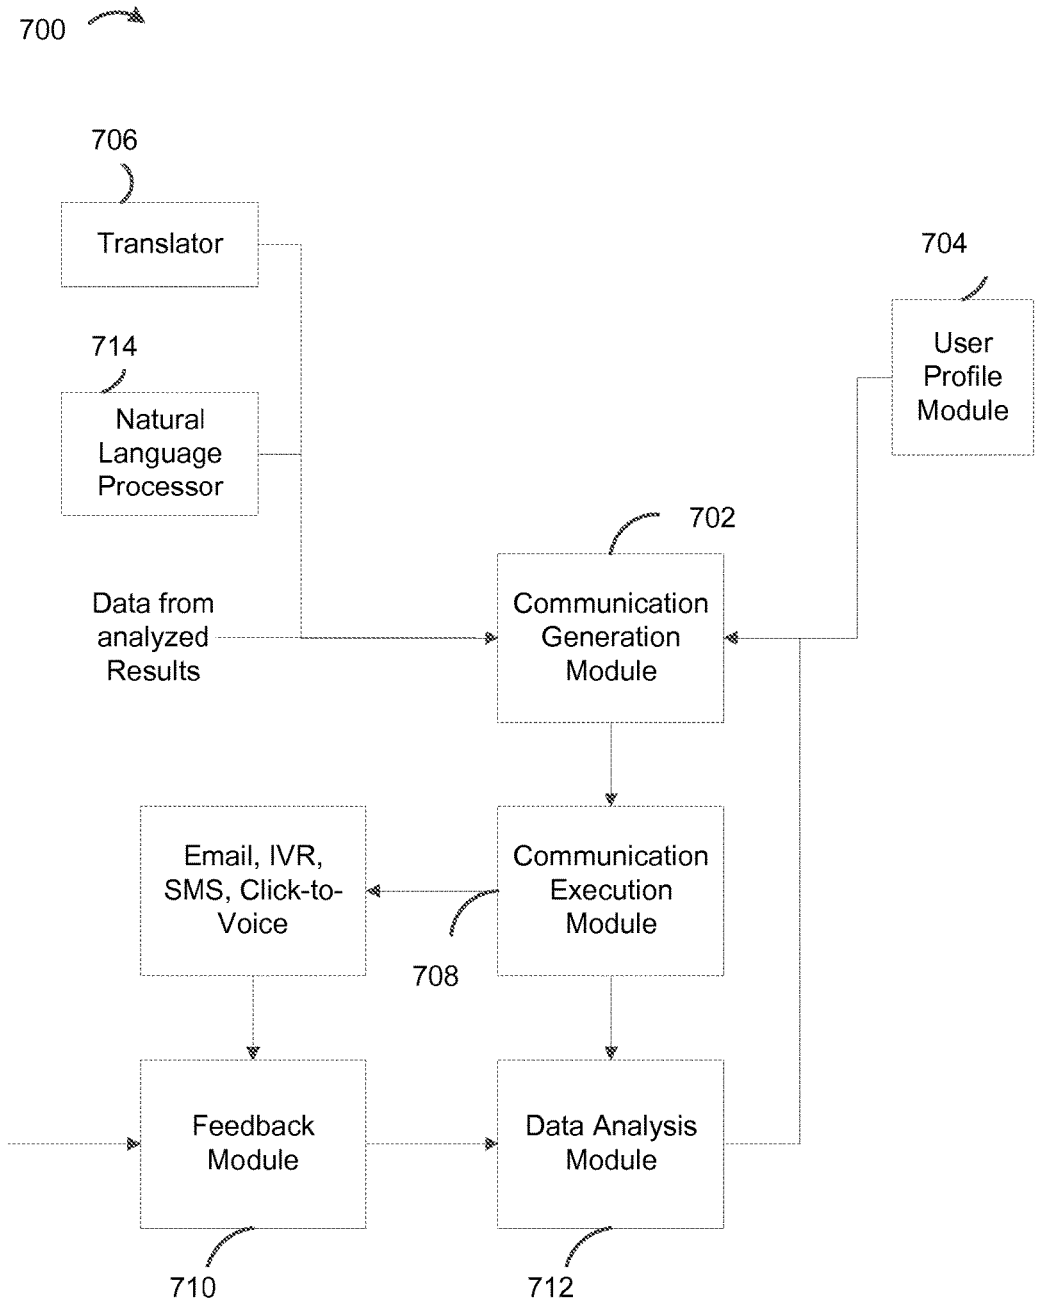 700
706
Translator
704
714
User
Profile
Module
Natural
Language
Processor
702
Data from
analyzed
Results
Communication
Generation
Module
Email, IVR,
SMS, Click-to-
Voice
Communication
Execution
Module
708
Feedback
Module
Data Analysis
Module
710
712